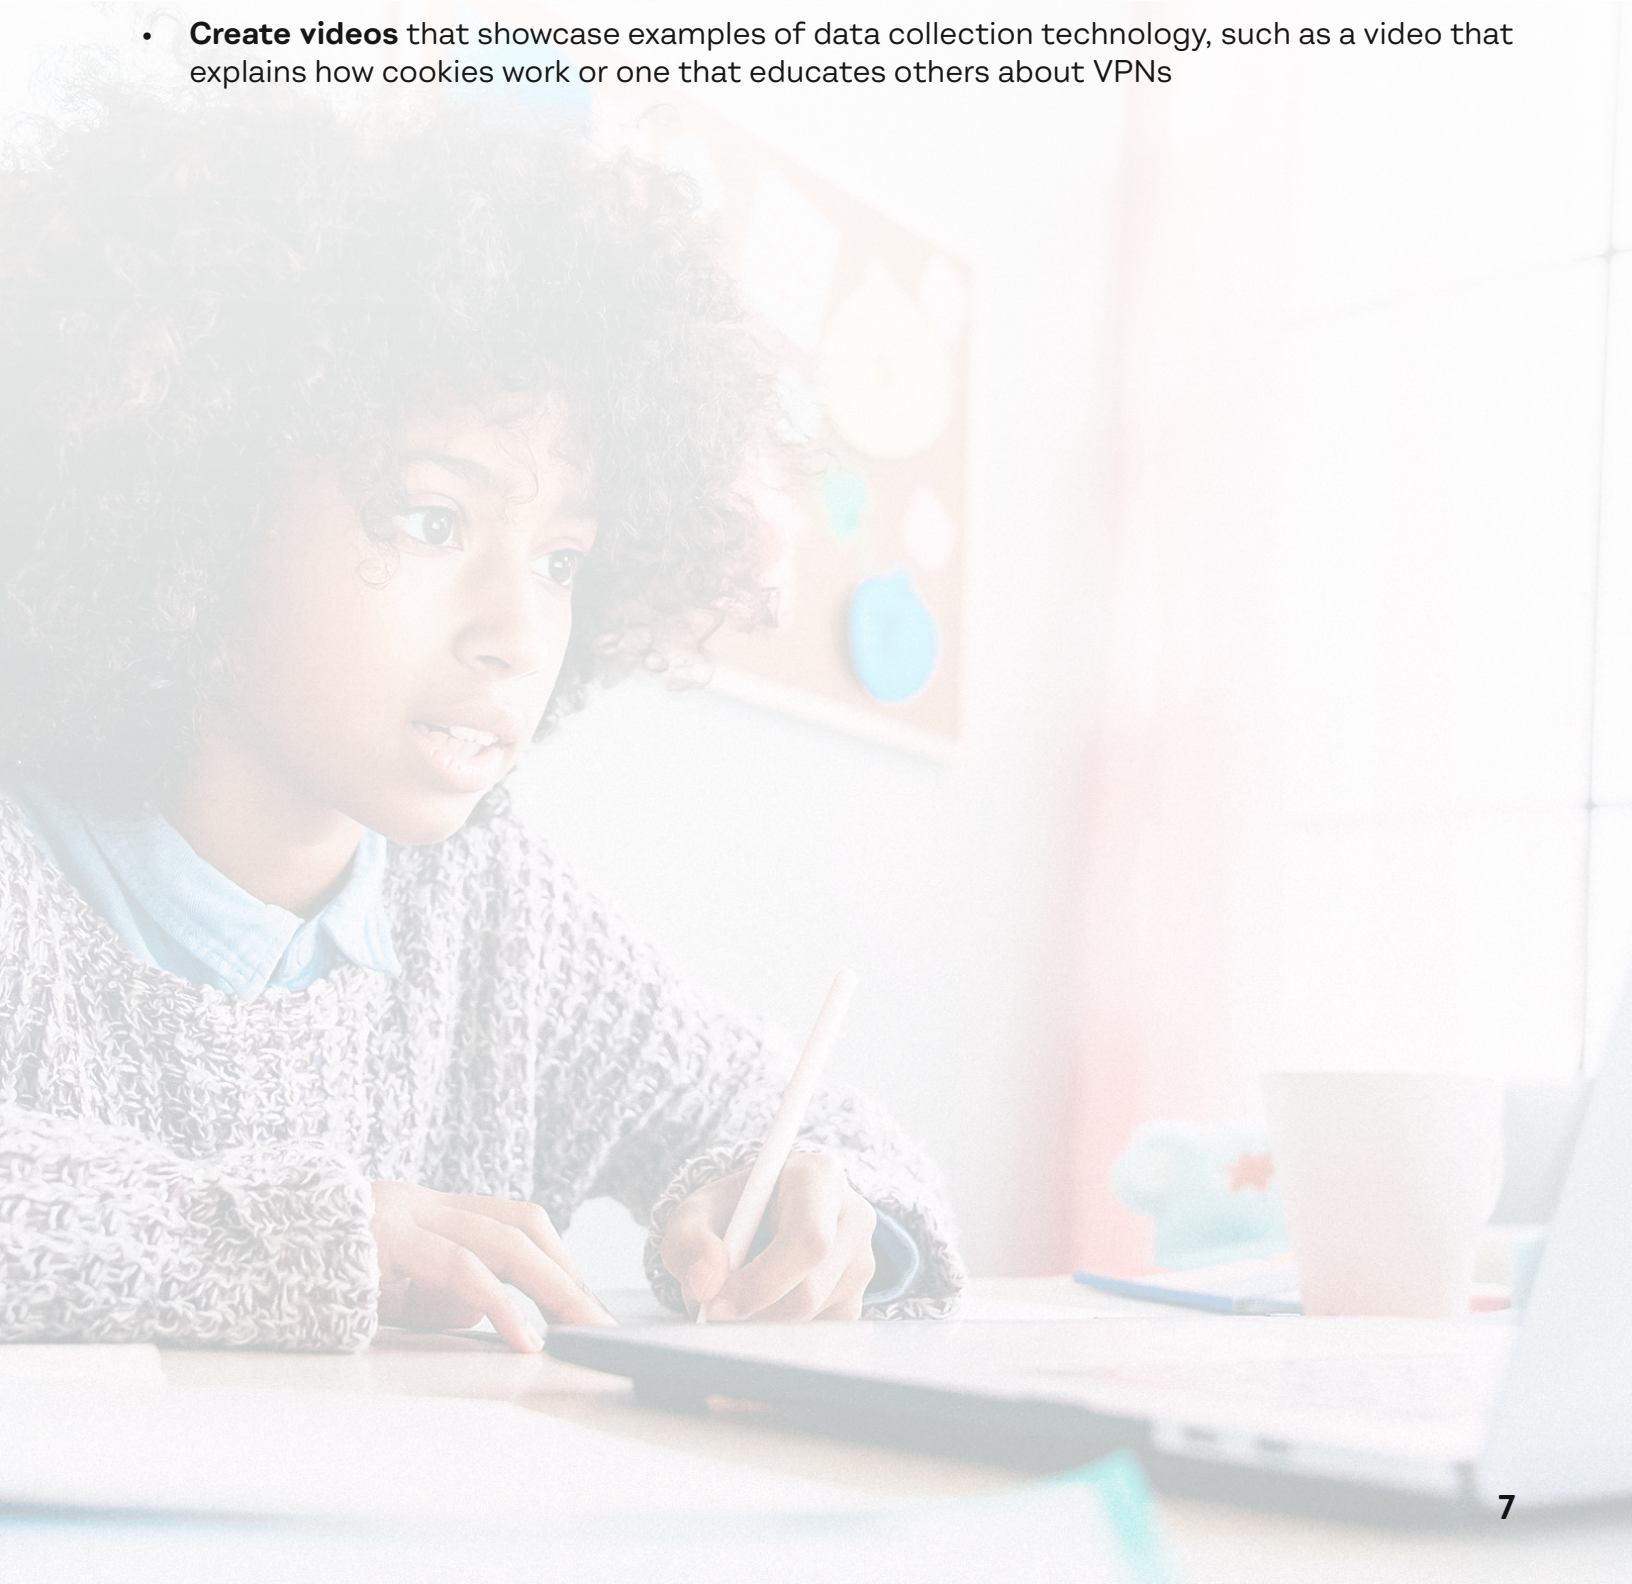 • Create videos that showcase examples of data collection technology, such as a video that
explains how cookies work or one that educates others about VPNs
7